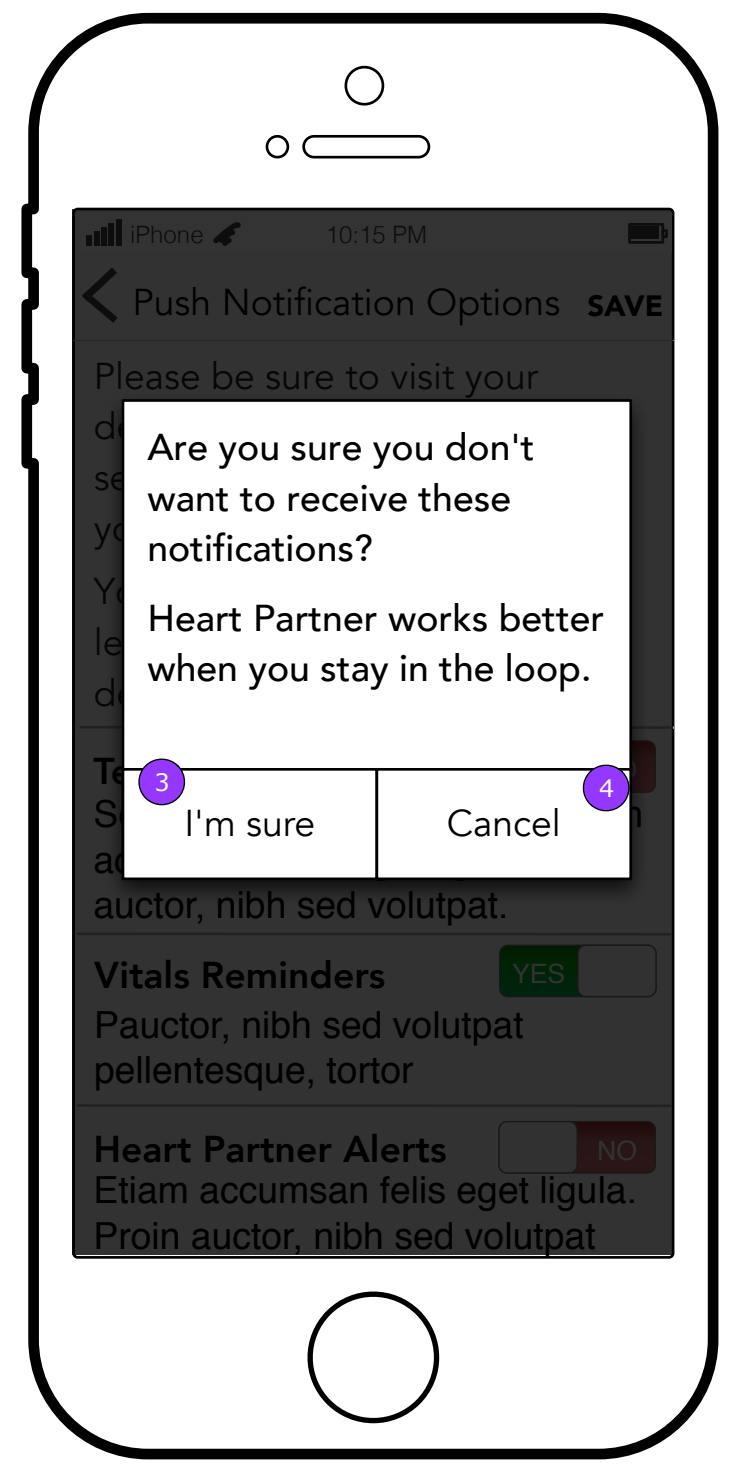 iPhone 10:15 PM
Push Notification Options SAVE
Please be sure to visit your
Are you sure you don't
want to receive these
notifications?
Heart Partner works better
when you stay in the loop.
3 4
I'm sure Cancel
auctor, nibh sed volutpat.
Vitals Reminders YES
Pauctor, nibh sed volutpat
pellentesque, tortor
Heart Partner Alerts NO
Etiam accumsan felis eget ligula.
Proin auctor, nibh sed volutpat